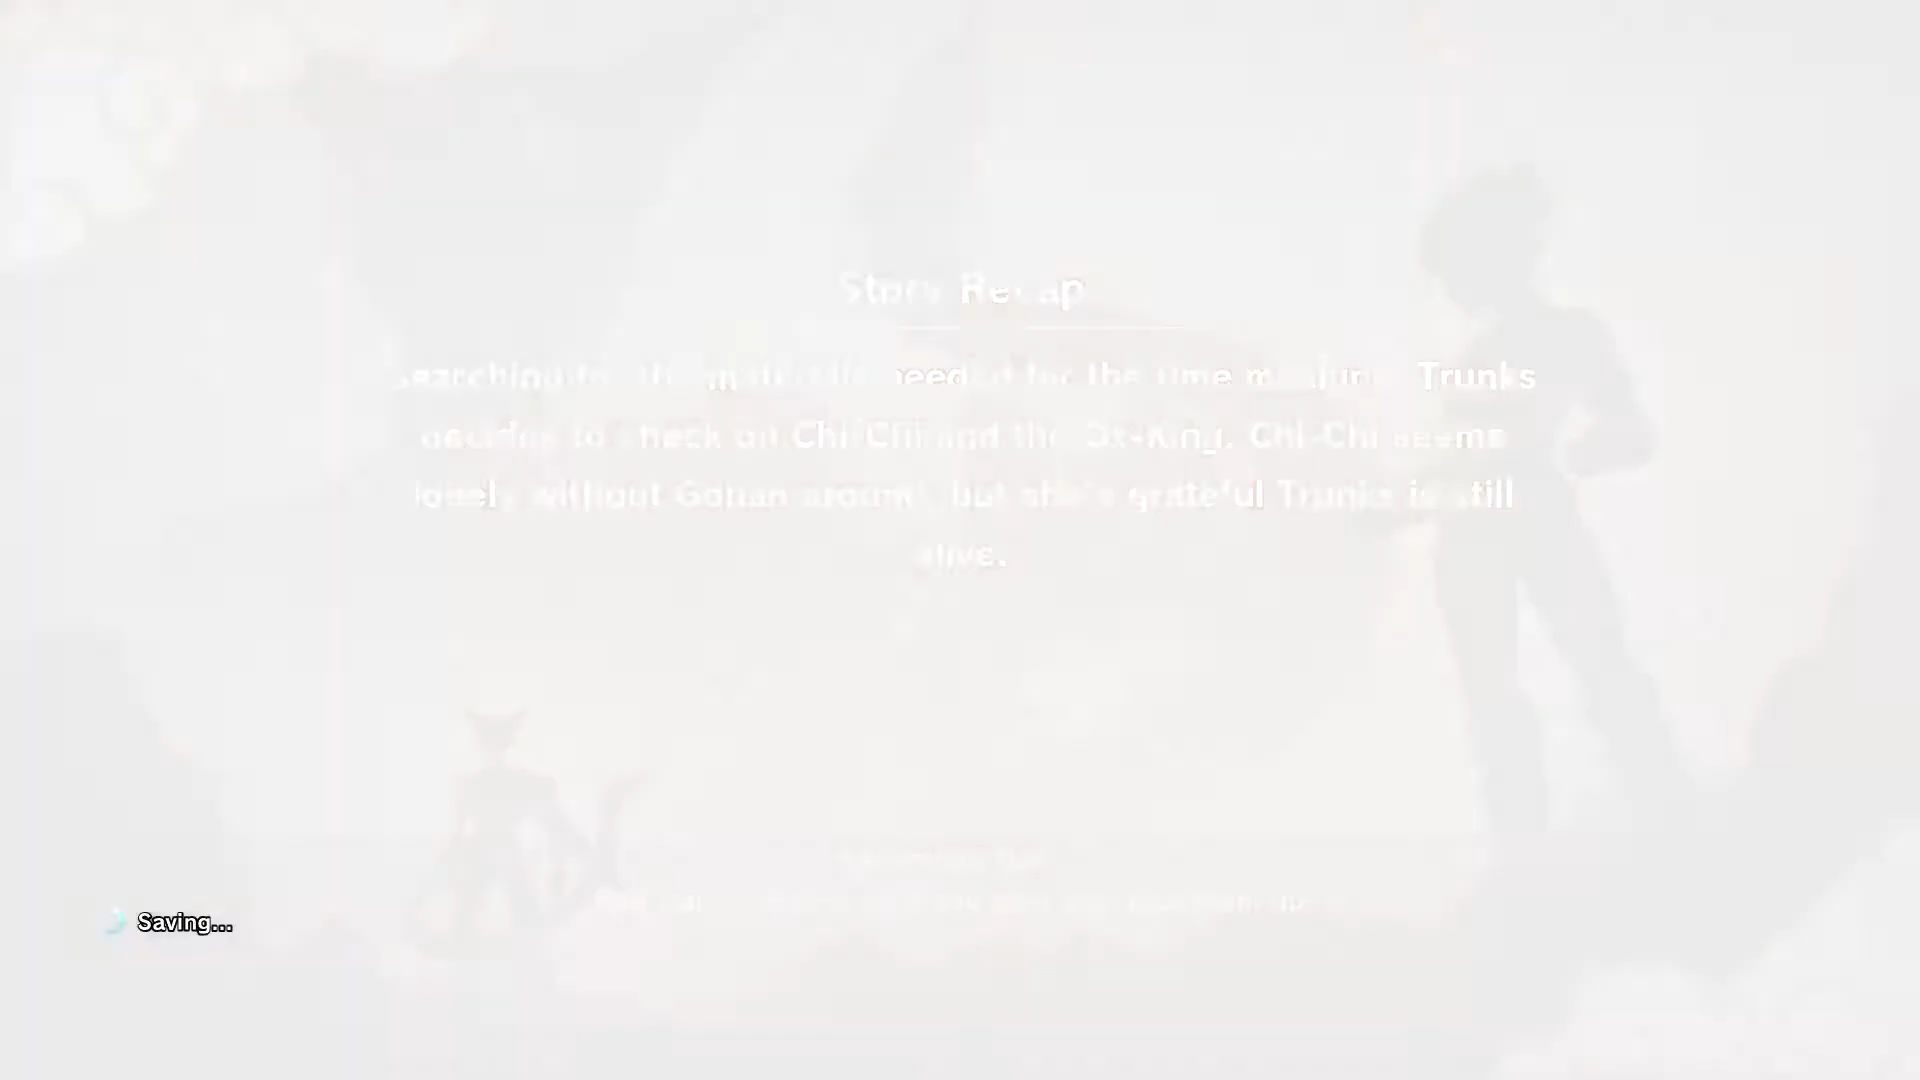 Story Recap
Searching for the materials needed for the time machine, Trunks
decides to check on Chi-Chi and the Ox-King. Chi-Chi seems
lonely without Gohan around, but she's grateful Trunks is still
alive.
Saving...